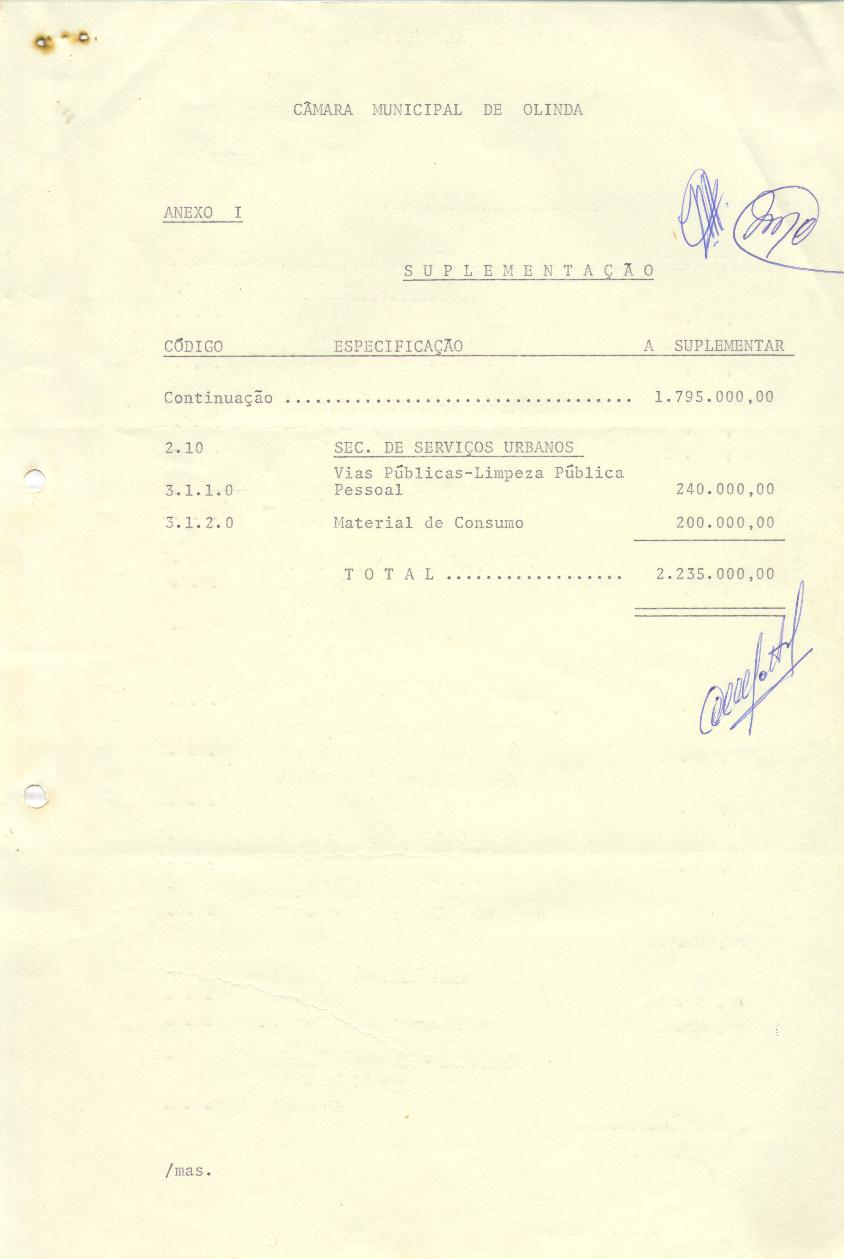 CÂMARA MUNICIPAL DE OLINDA
ANEXO I
S U P L E M E N T A Ç Ã O
CÓDIGO ESPECIFICAÇÃO A SUPLEMENTAR
Continuação ................................... 1.795.000,00
2.10 SEC. DE SERVIÇOS URBANOS
Vias Públicas-Limpeza Pública
3.1.1.0 Pessoal 240.000,00
3.1.2.0 Material de Consumo 200.000,00
T O T A L .................. 2.235.000,00
/mas.